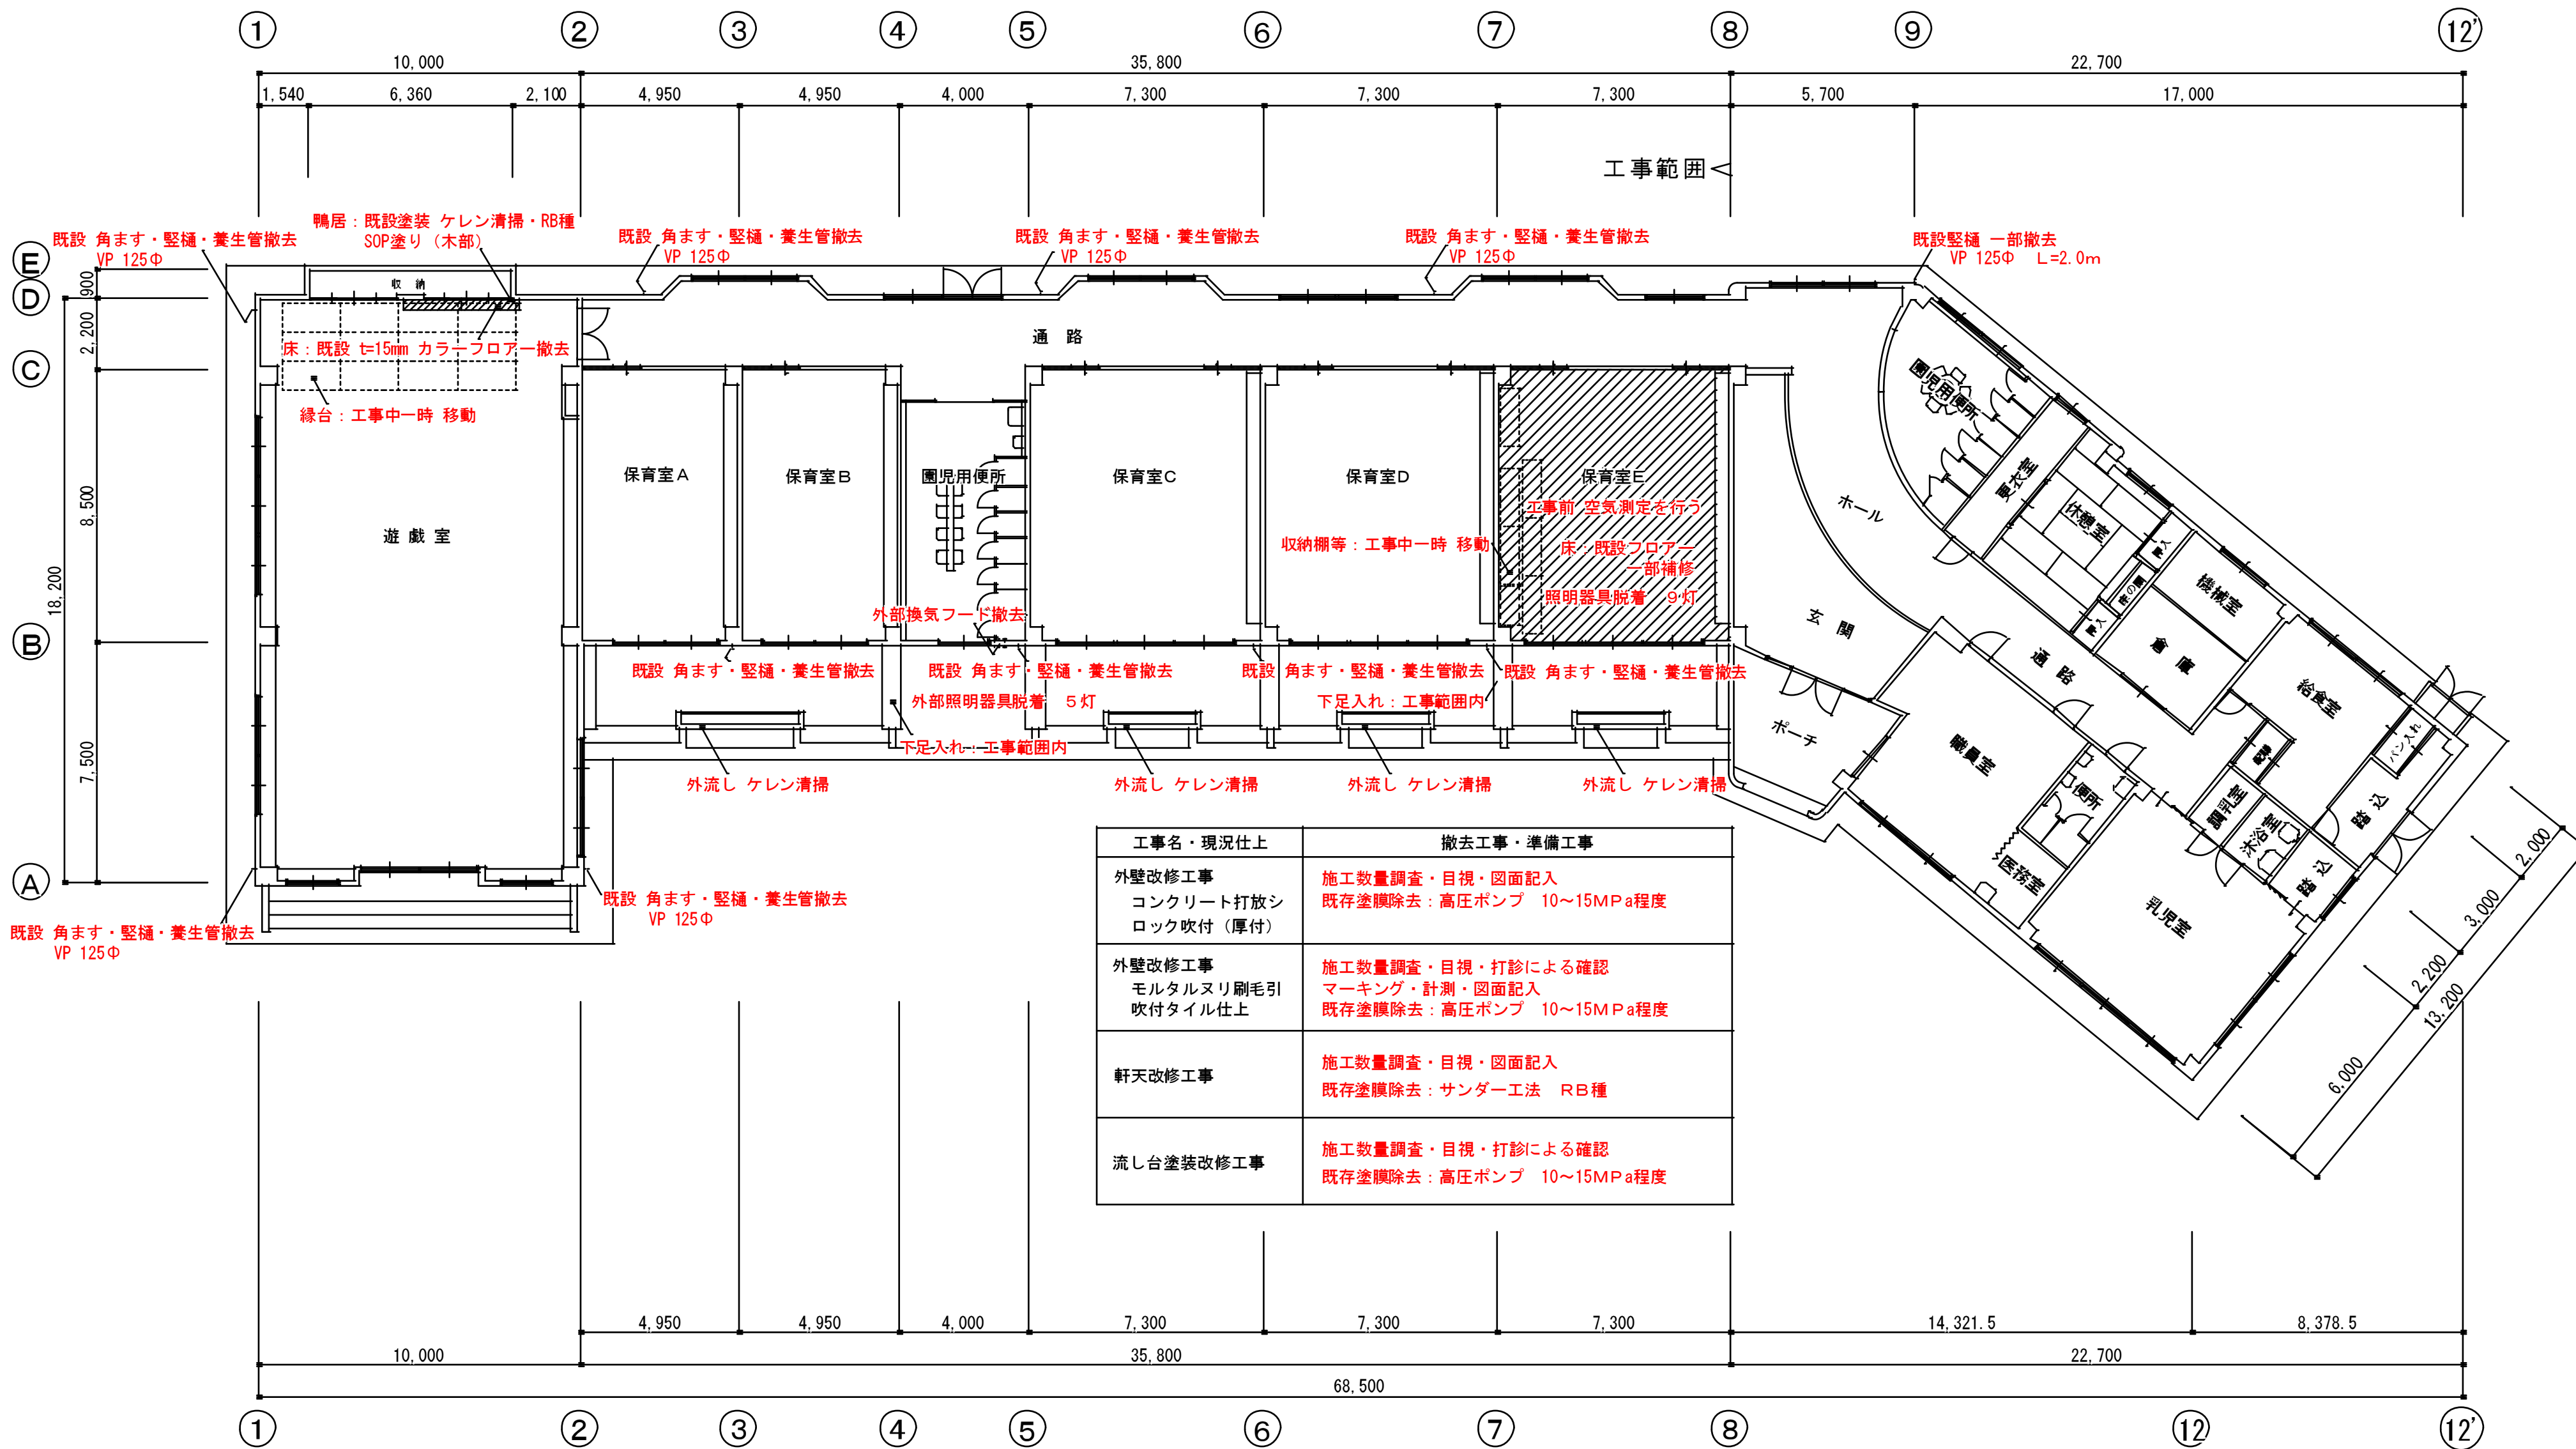 ① ② ③ ④ ⑤ ⑥ ⑦ ⑧ ⑨ ⑫'
10,000 35,800 22,700
1,540 6,360 2,100 4,950 4,950 4,000 7,300 7,300 7,300 5,700 17,000
工事範囲
鴨居：既設塗装 ケレン清掃・RB種
SOP塗り（木部）
既設 角ます・竪樋・養生管撤去
VP 125Φ
既設 角ます・竪樋・養生管撤去
VP 125Φ
既設 角ます・竪樋・養生管撤去
VP 125Φ
既設 角ます・竪樋・養生管撤去
VP 125Φ
既設竪樋 一部撤去
VP 125Φ L=2.0m
E
D
C
B
A
900
2,200
8,500
7,500
18,200
収 納
床：既設 t=15mm カラーフロアー撤去
縁台：工事中一時 移動
通 路
遊 戯 室
保育室A
保育室B
園児用便所
保育室C
保育室D
保育室E
工事前 空気測定を行う
収納棚等：工事中一時 移動
床：既設フロアー
一部補修
照明器具脱着 9灯
外部換気フード撤去
既設 角ます・竪樋・養生管撤去
既設 角ます・竪樋・養生管撤去
既設 角ます・竪樋・養生管撤去
既設 角ます・竪樋・養生管撤去
外部照明器具脱着 5灯
下足入れ：工事範囲内
下足入れ：工事範囲内
外流し ケレン清掃
外流し ケレン清掃
外流し ケレン清掃
外流し ケレン清掃
園児用便所
更衣室
休憩室
ホール
玄 関
ポーチ
機械室
倉 庫
通 路
給食室
パン入れ
職員室
便所
医務室
調乳室
沐浴室
踏 込
踏 込
乳児室
2,000
3,000
2,200
13,200
6,000
既設 角ます・竪樋・養生管撤去
VP 125Φ
既設 角ます・竪樋・養生管撤去
VP 125Φ
工事名・現況仕上 撤去工事・準備工事
外壁改修工事
コンクリート打放シ
ロック吹付（厚付）
施工数量調査・目視・図面記入
既存塗膜除去：高圧ポンプ 10～15MPa程度
外壁改修工事
モルタルヌリ刷毛引
吹付タイル仕上
施工数量調査・目視・打診による確認
マーキング・計測・図面記入
既存塗膜除去：高圧ポンプ 10～15MPa程度
軒天改修工事
施工数量調査・目視・図面記入
既存塗膜除去：サンダー工法 RB種
流し台塗装改修工事
施工数量調査・目視・打診による確認
既存塗膜除去：高圧ポンプ 10～15MPa程度
4,950 4,950 4,000 7,300 7,300 7,300 14,321.5 8,378.5
10,000 35,800 22,700
68,500
① ② ③ ④ ⑤ ⑥ ⑦ ⑧ ⑫ ⑫'